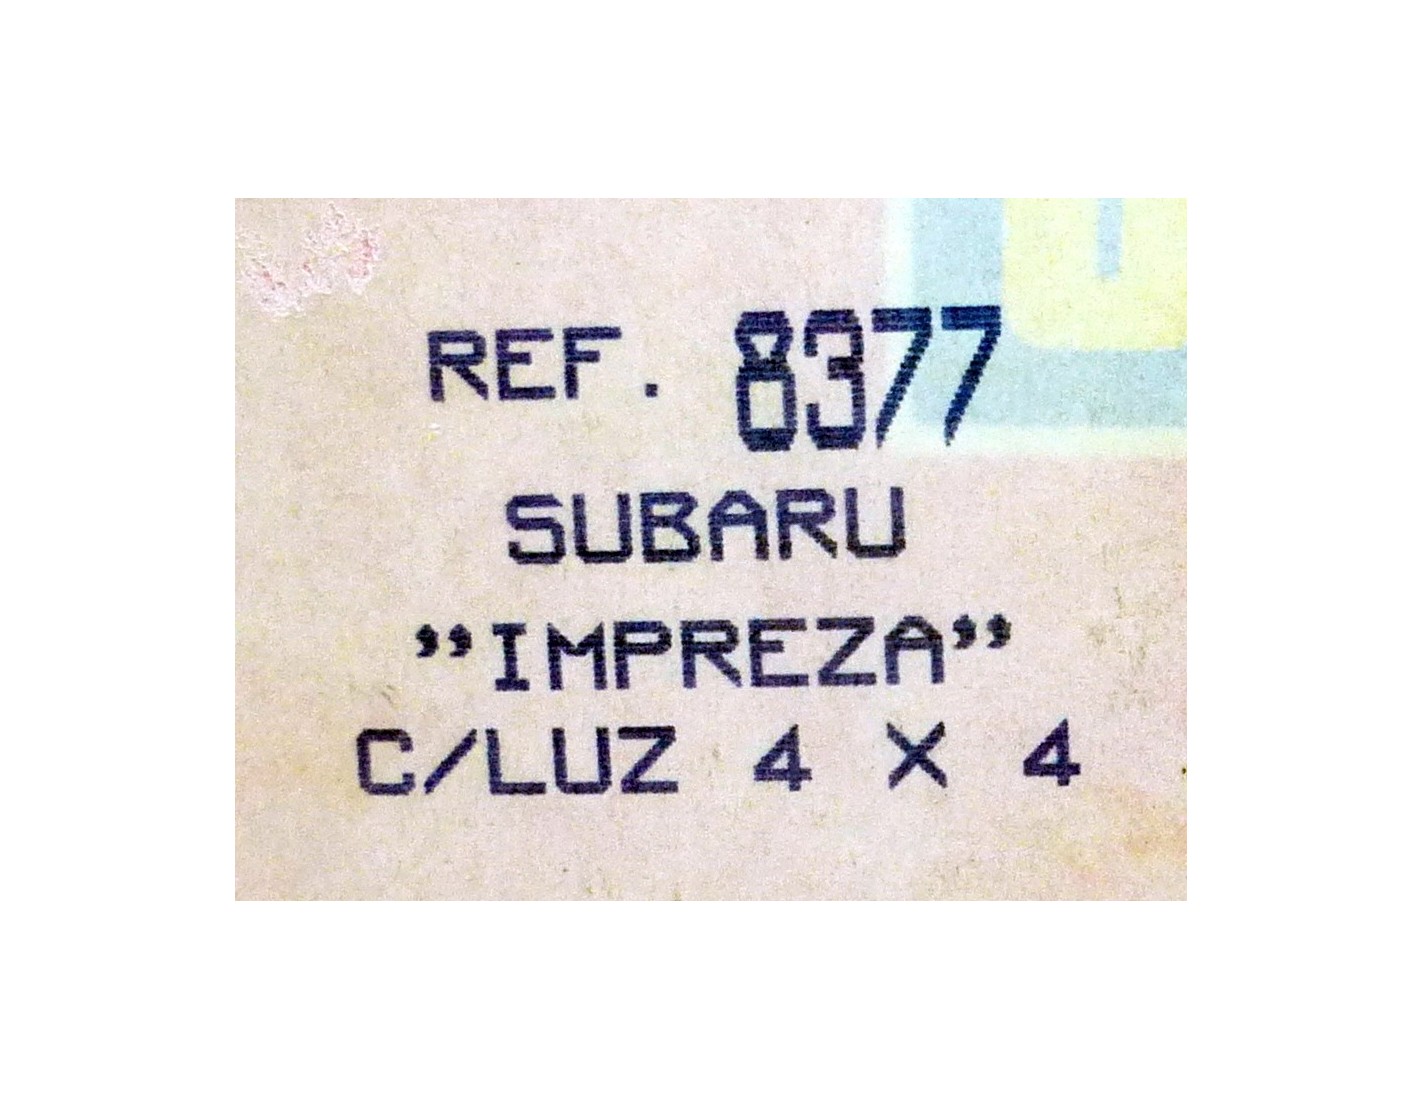 REF. 8377
SUBARU
”IMPREZA”
C/LUZ 4 X 4